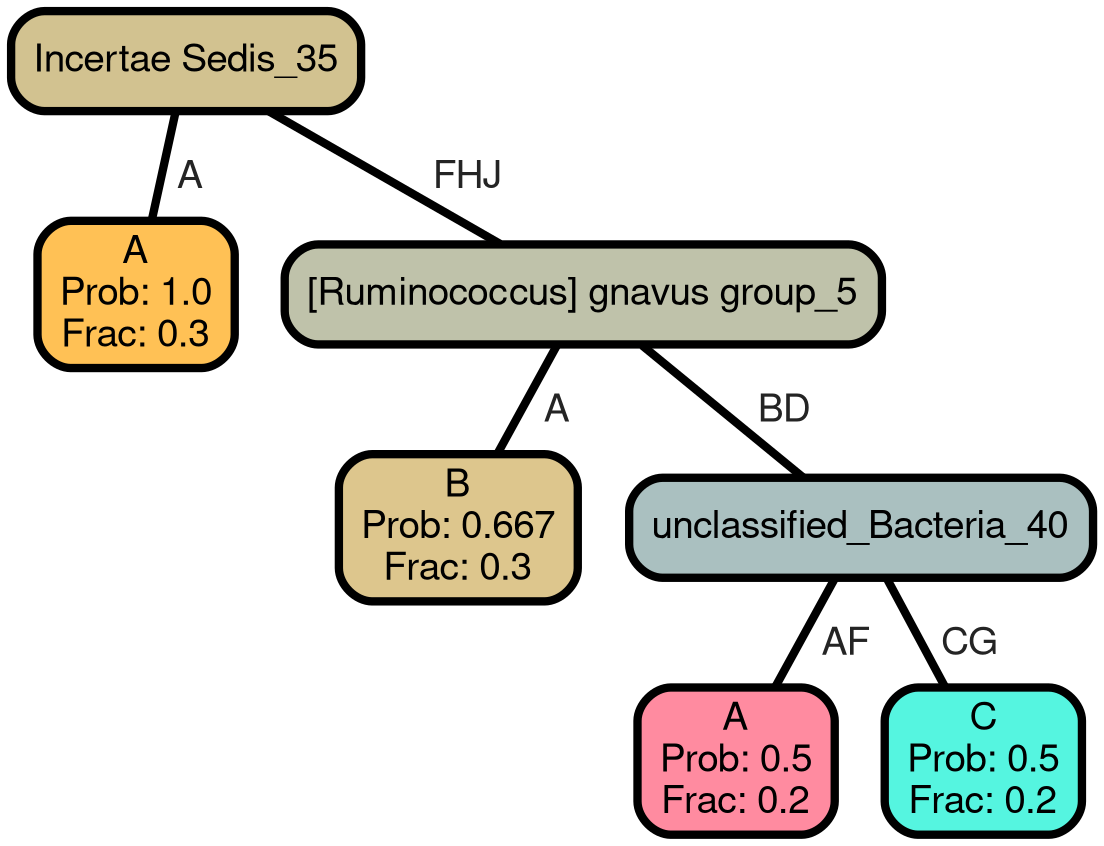 Incertae Sedis_35
A
FHJ
A
Prob: 1.0
Frac: 0.3
[Ruminococcus] gnavus group_5
A
BD
B
Prob: 0.667
Frac: 0.3
unclassified_Bacteria_40
AF
CG
A
Prob: 0.5
Frac: 0.2
C
Prob: 0.5
Frac: 0.2